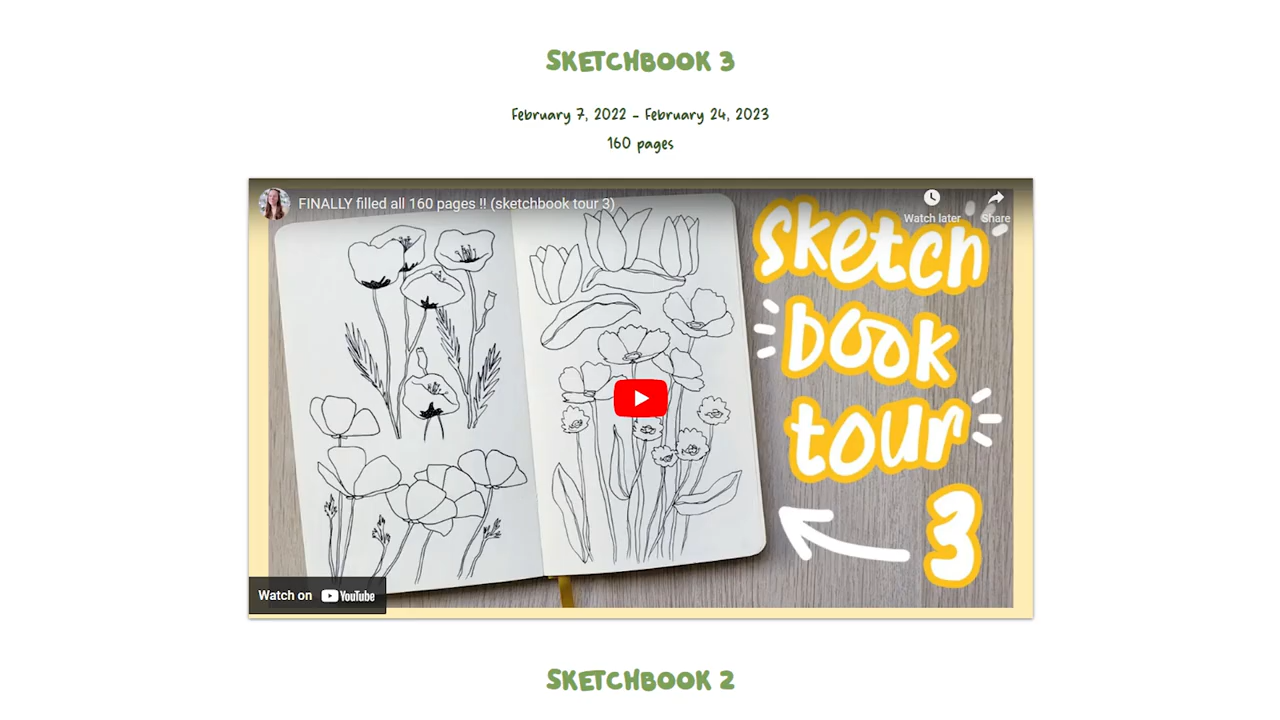 SKETCHBOOK 3
February 7, 2022 - February 24, 2023
160 pages
FINALLY filled all 160 pages !! (sketchbook tour 3)
Watch later
Share
sketch
book
tour
3
Watch on YouTube
SKETCHBOOK 2